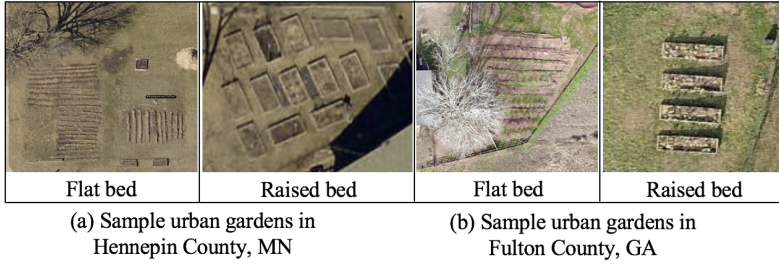 Flat bed
Raised bed
Flat bed
Raised bed
(a) Sample urban gardens in
Hennepin County, MN
(b) Sample urban gardens in
Fulton County, GA